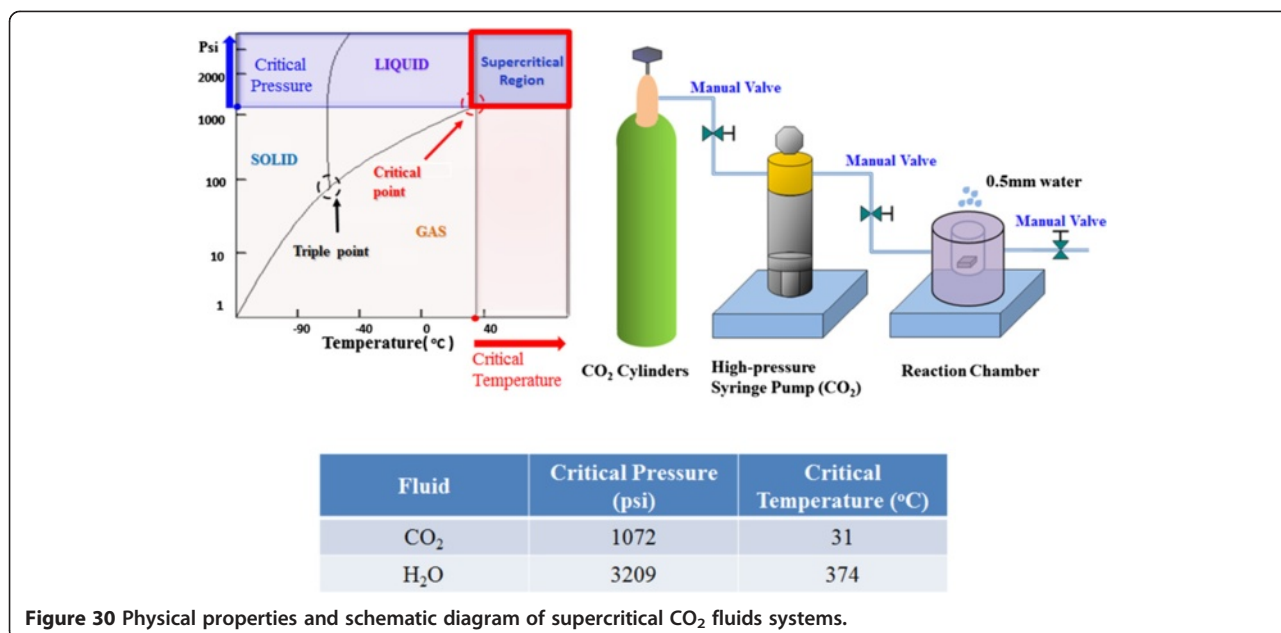 Psi
2000
1000
100
10
1
Critical
Pressure
LIQUID
Supercritical
Region
SOLID
Critical
point
GAS
Triple point
-90
-40
0
40
Temperature(°C)
Critical
Temperature
Manual Valve
Manual Valve
0.5mm water
Manual Valve
CO₂ Cylinders
High-pressure
Syringe Pump (CO₂)
Reaction Chamber
Fluid
Critical Pressure
(psi)
Critical
Temperature (°C)
CO₂
1072
31
H₂O
3209
374
Figure 30 Physical properties and schematic diagram of supercritical CO₂ fluids systems.